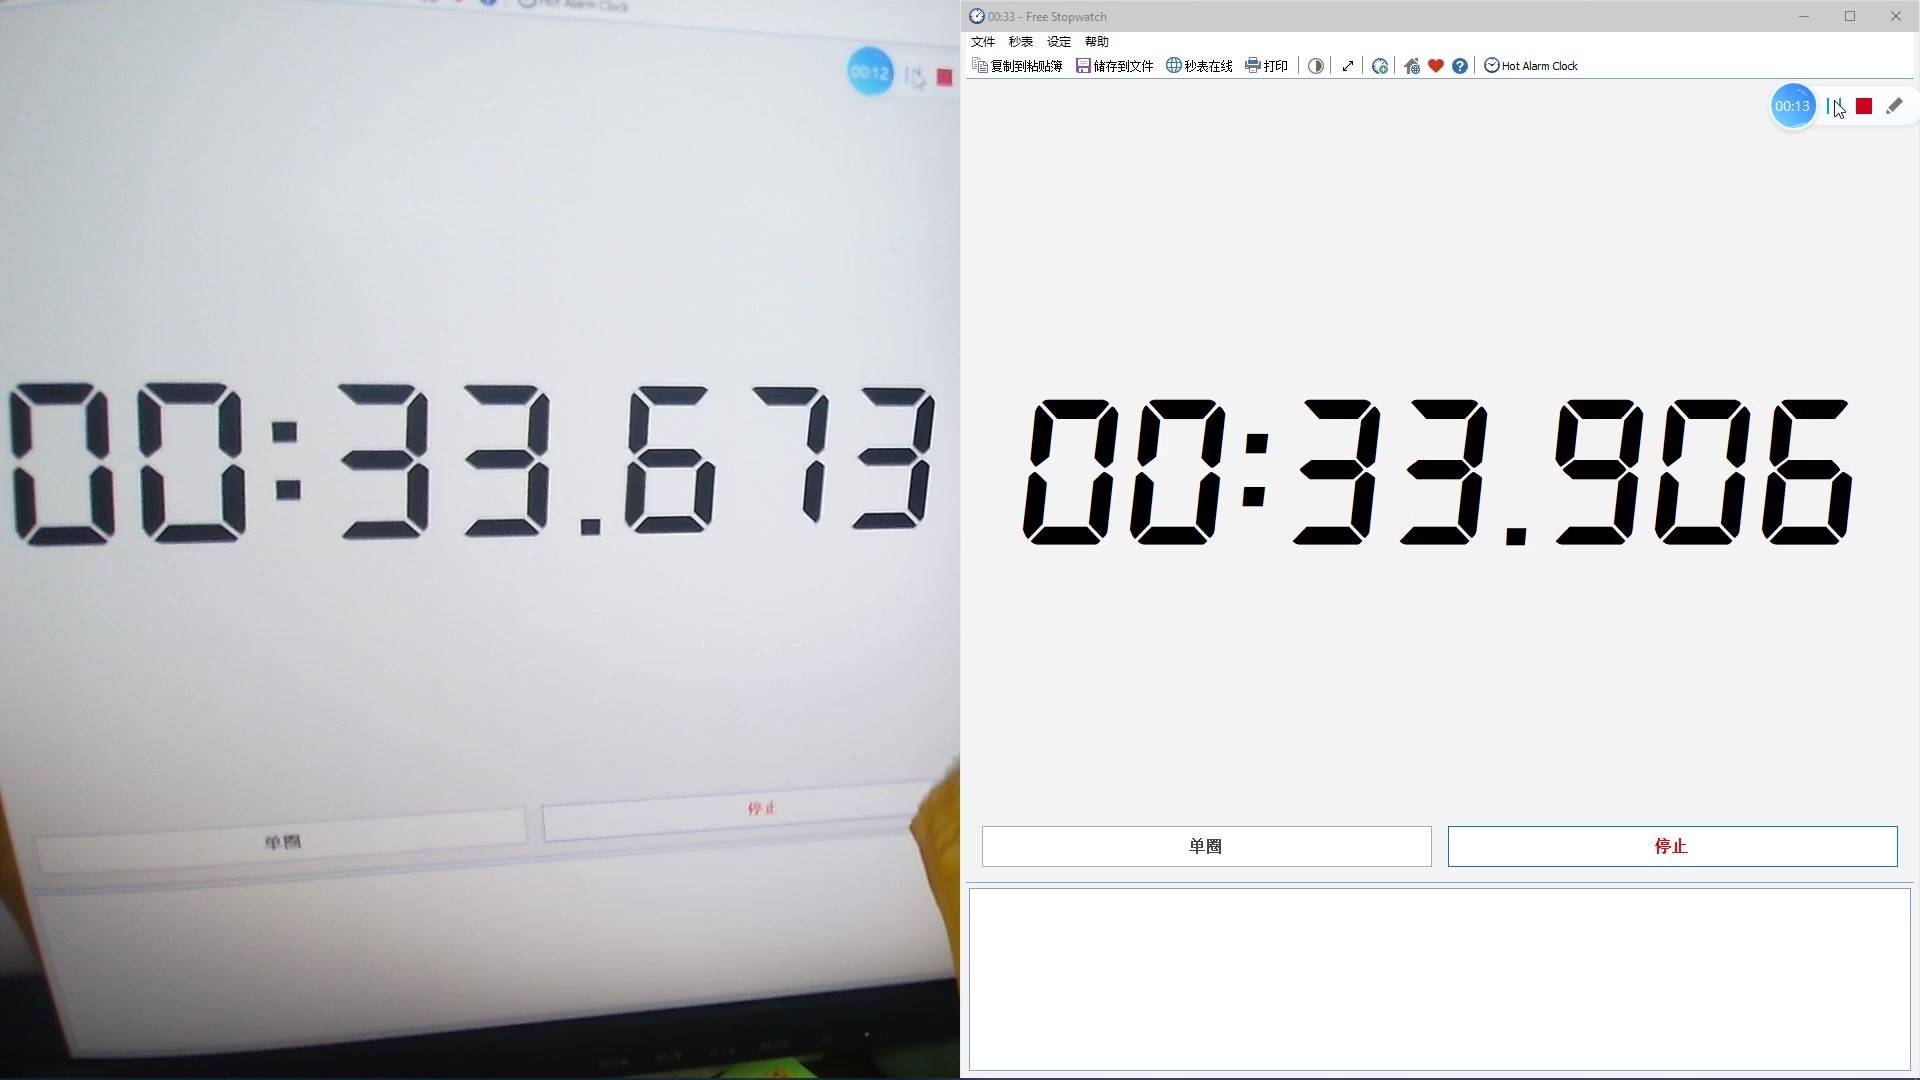 Hot Alarm Clock
00:12
00:33.673
单圈
停止
00:33 - Free Stopwatch
文件 秒表 设定 帮助
复制到粘贴簿 储存到文件 秒表在线 打印 Hot Alarm Clock
00:13
00:33.906
单圈
停止